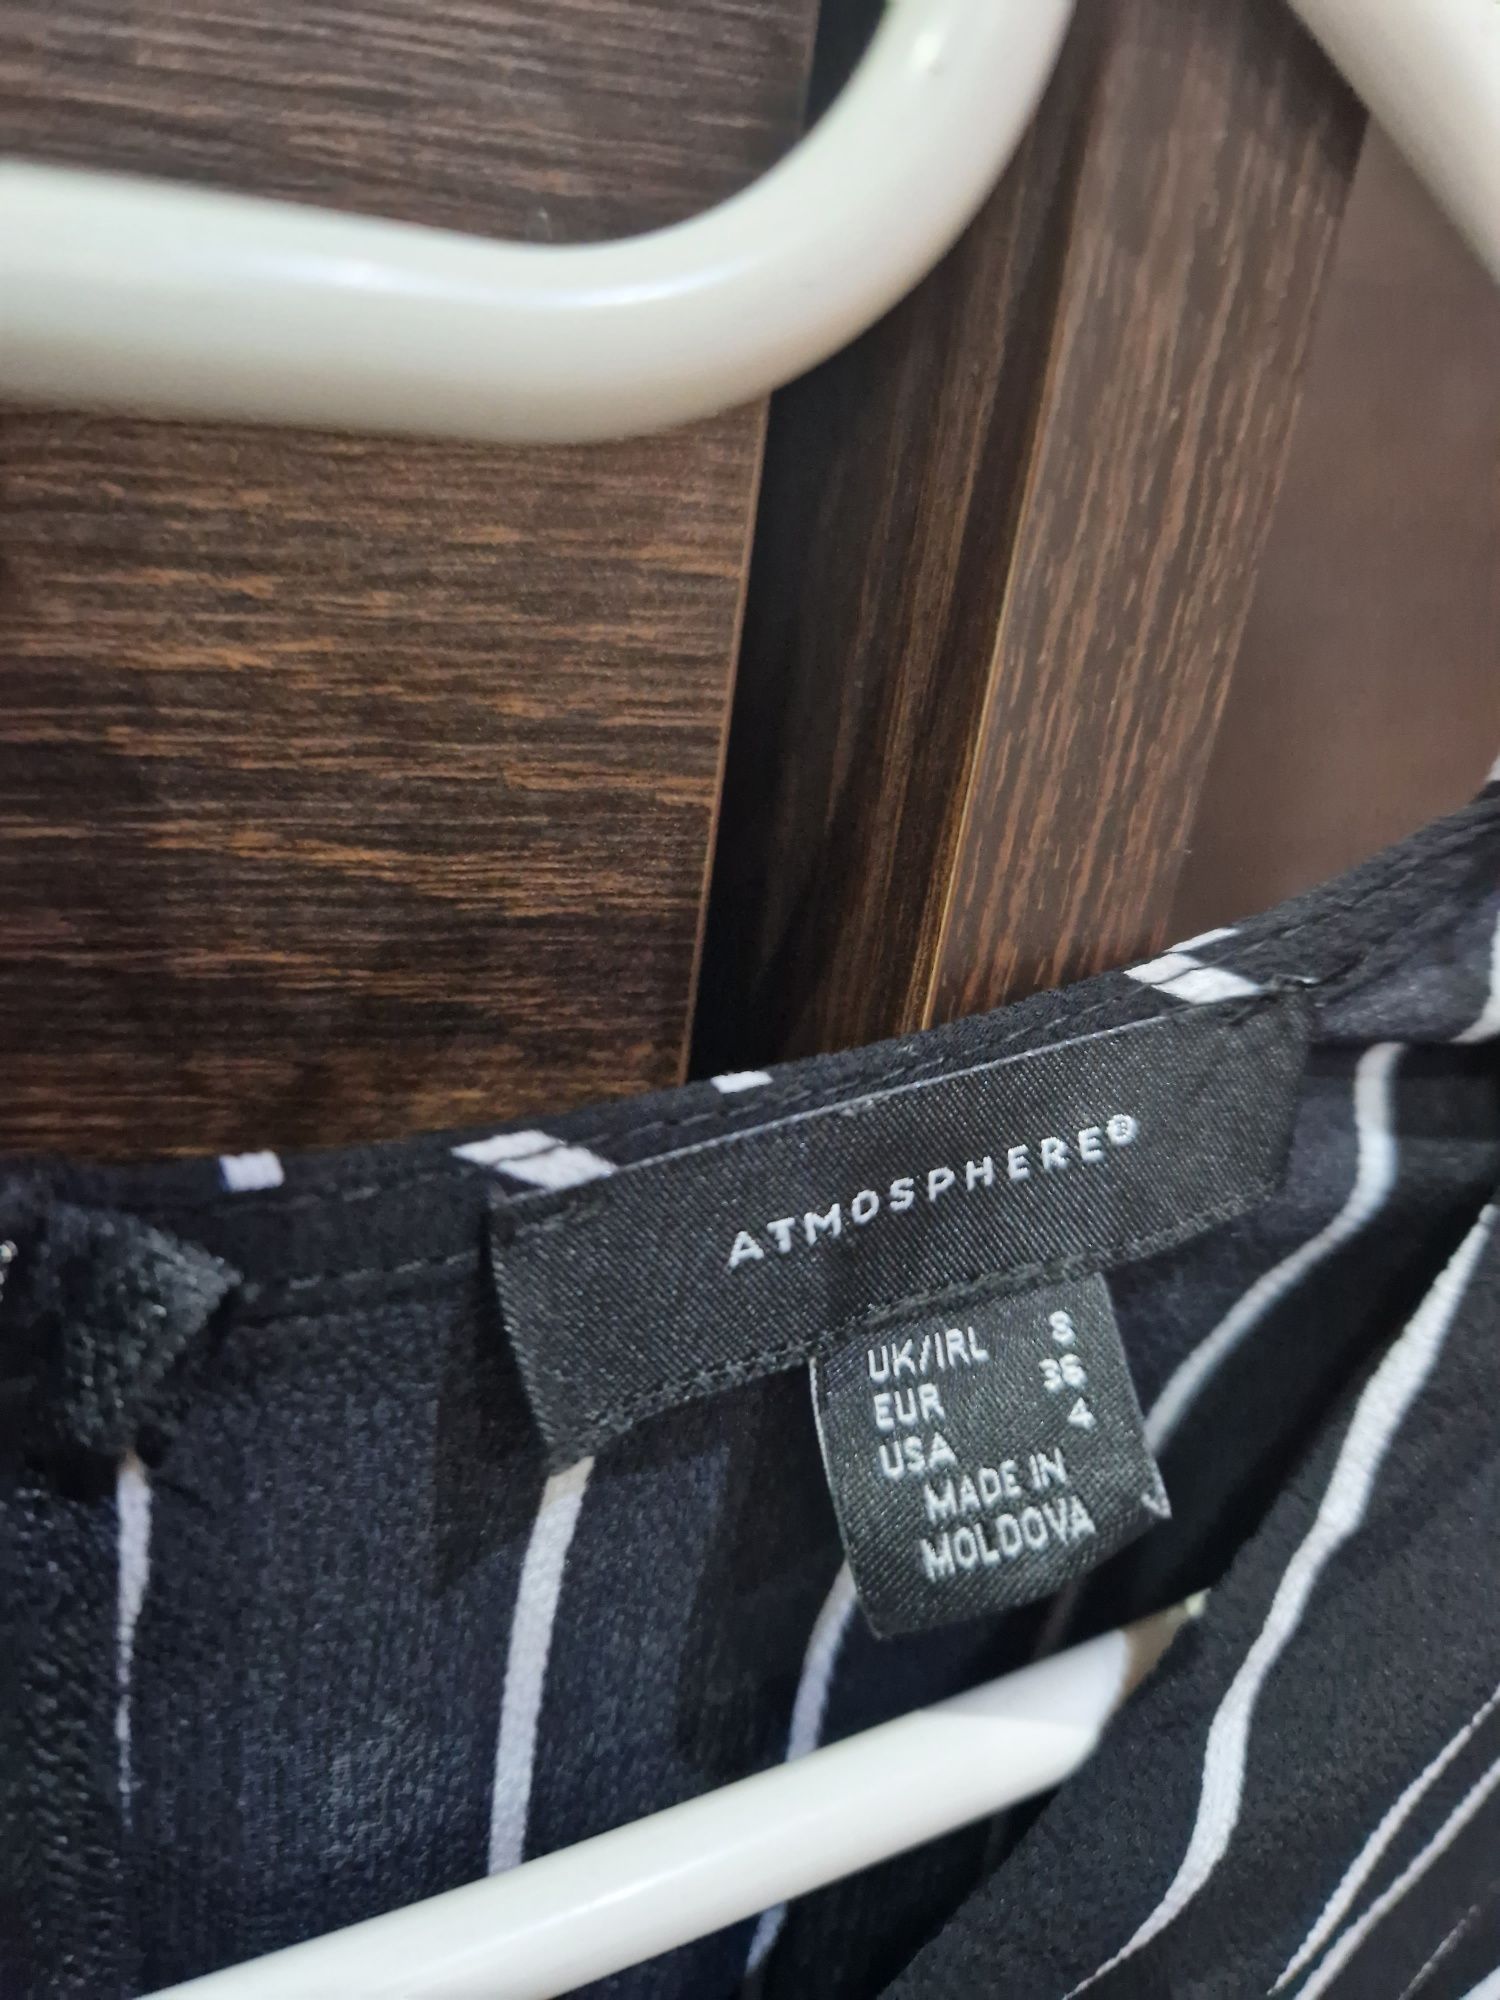 ATMOSPHERE®
UK/IRL 8
EUR 36
USA 4
MADE IN
MOLDOVA